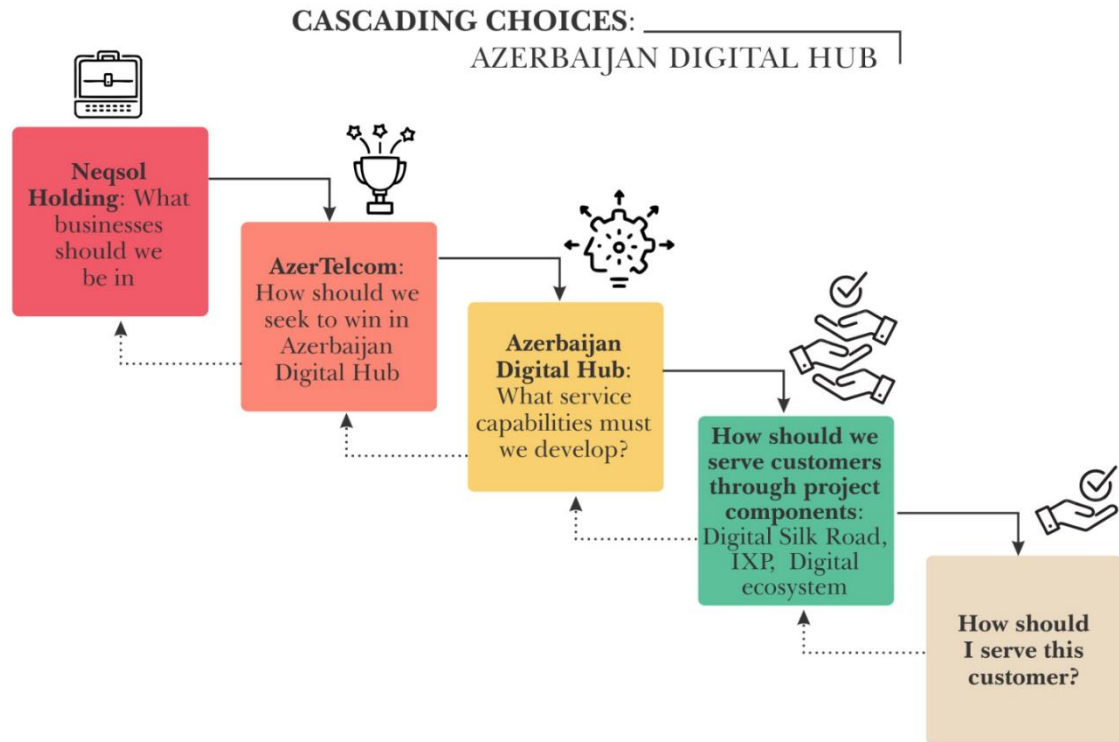 CASCADING CHOICES:
AZERBAIJAN DIGITAL HUB
Neqsol
Holding: What
businesses
should we
be in
AzerTelcom:
How should we
seek to win in
Azerbaijan
Digital Hub
Azerbaijan
Digital Hub:
What service
capabilities must
we develop?
How should we
serve customers
through project
components:
Digital Silk Road,
IXP, Digital
ecosystem
How should
I serve this
customer?